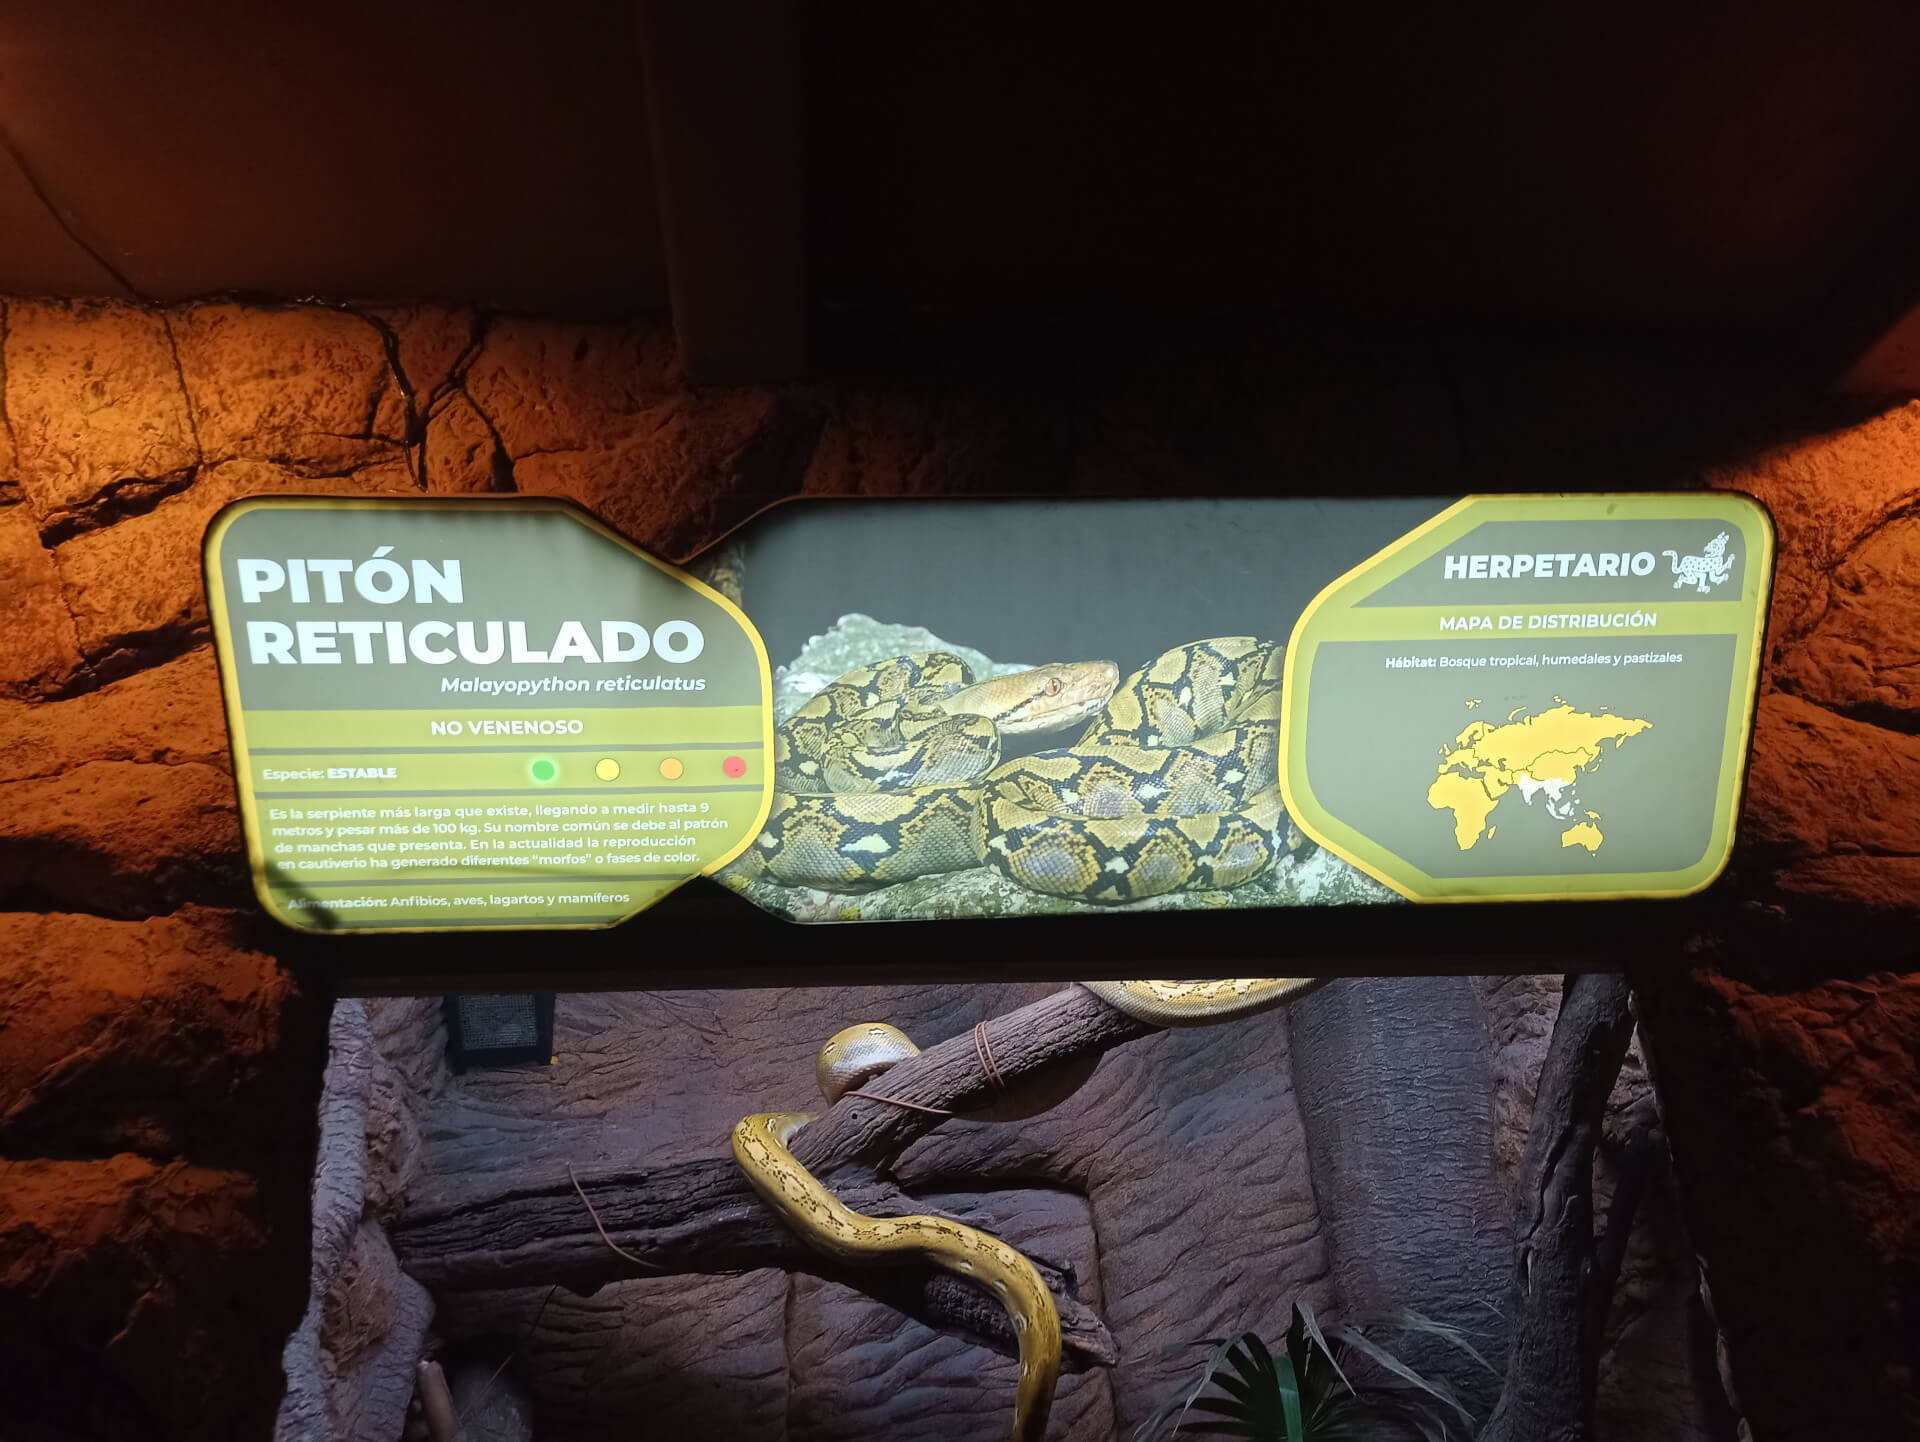 PITÓN
RETICULADO
Malayopython reticulatus
NO VENENOSO
Especie: ESTABLE
Es la serpiente más larga que existe, llegando a medir hasta 9
metros y pesar más de 100 kg. Su nombre común se debe al patrón
de manchas que presenta. En la actualidad la reproducción
en cautiverio ha generado diferentes “morfos” o fases de color.
Alimentación: Anfibios, aves, lagartos y mamíferos
HERPETARIO
MAPA DE DISTRIBUCIÓN
Hábitat: Bosque tropical, humedales y pastizales